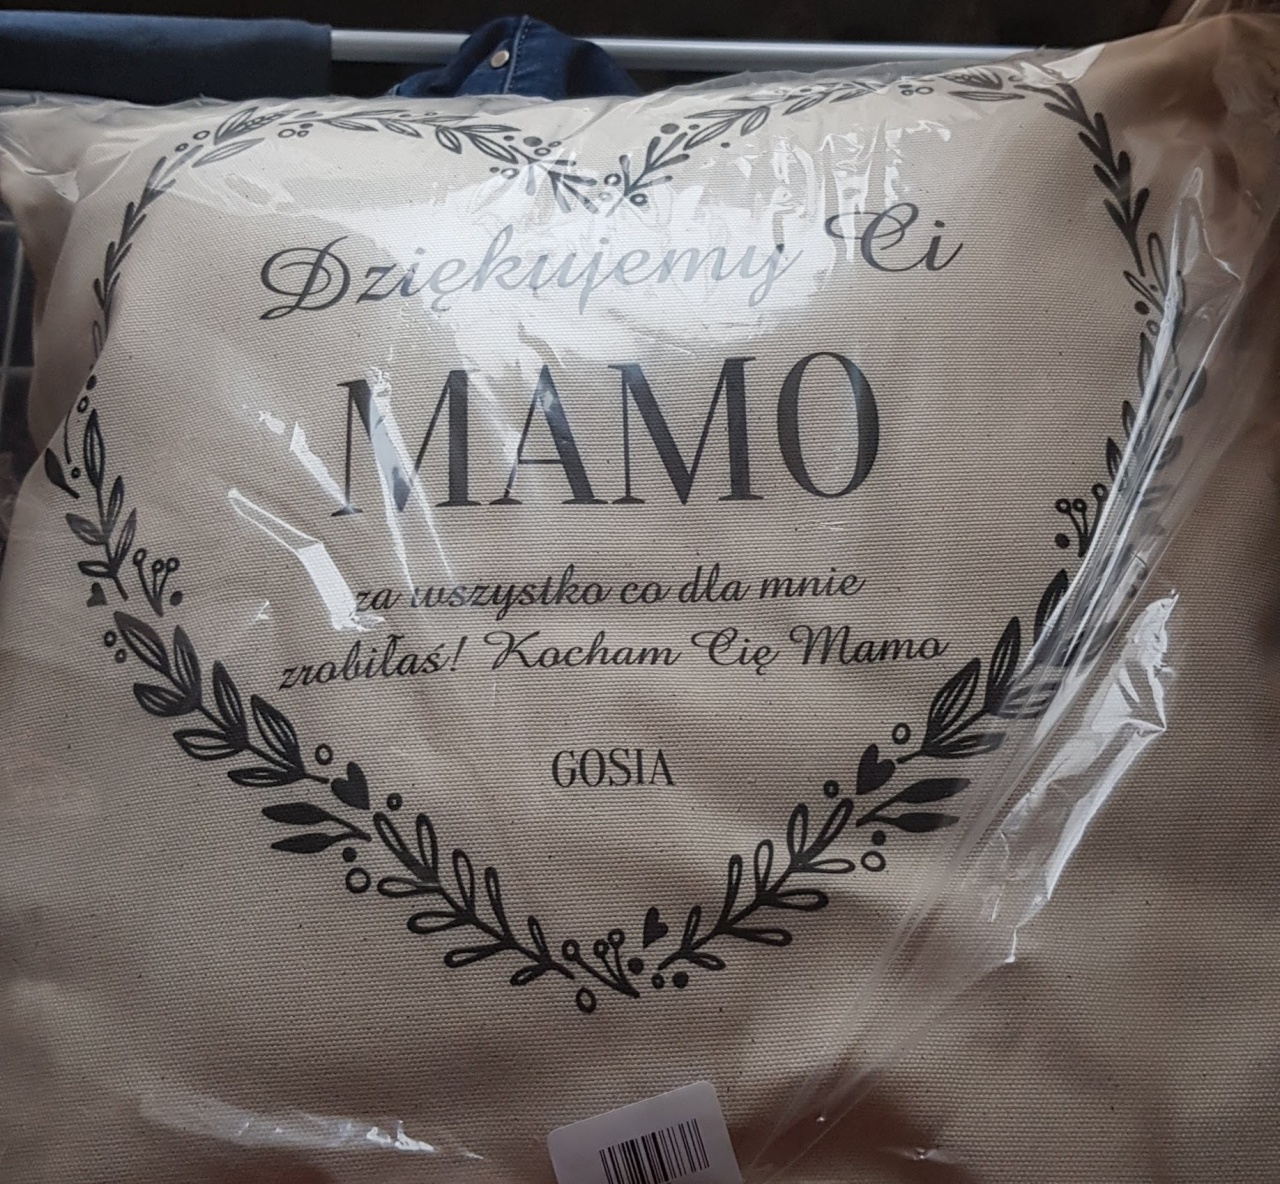 Dziękujemy Ci
MAMO
za wszystko co dla mnie
zrobiłaś! Kocham Cię Mamo
GOSIA